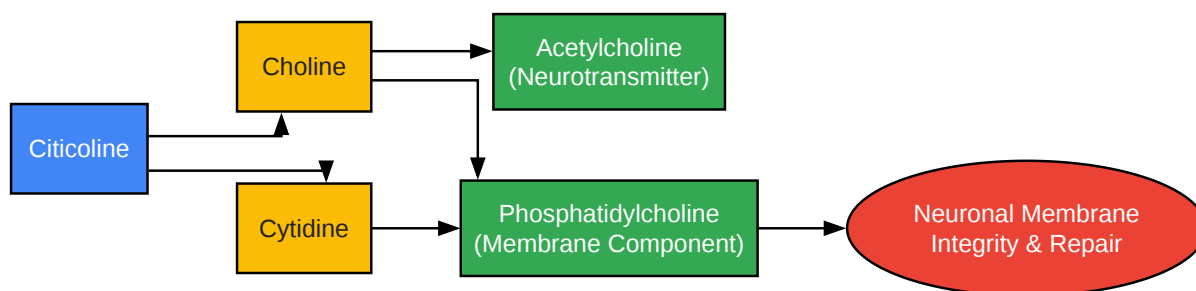 Citicoline
Choline
Cytidine
Acetylcholine
(Neurotransmitter)
Phosphatidylcholine
(Membrane Component)
Neuronal Membrane
Integrity & Repair